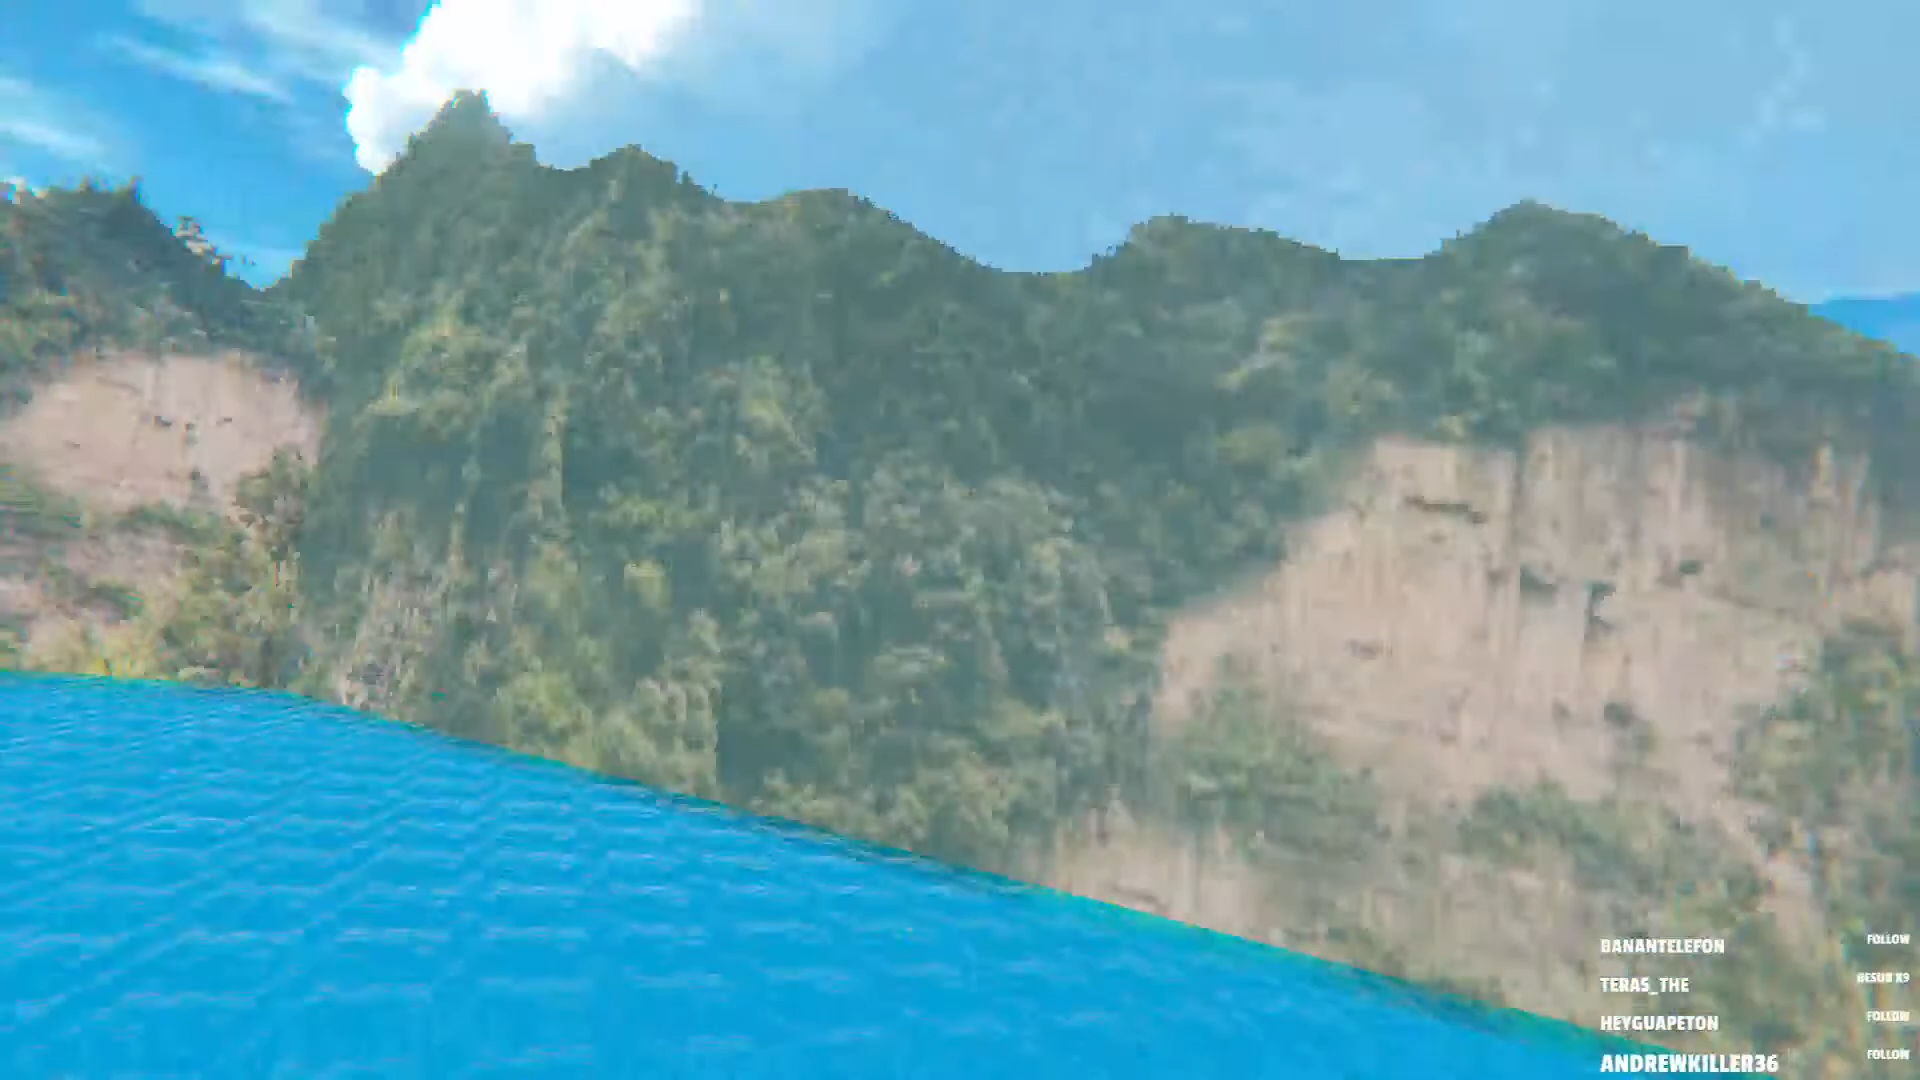 BANANTELEFON FOLLOW
TERAS_THE RESUB X9
HEYGUAPETON FOLLOW
ANDREWKILLER36 FOLLOW